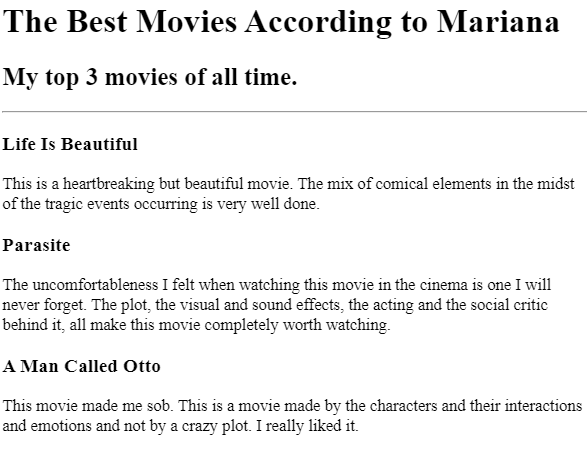 The Best Movies According to Mariana
My top 3 movies of all time.
Life Is Beautiful
This is a heartbreaking but beautiful movie. The mix of comical elements in the midst
of the tragic events occurring is very well done.
Parasite
The uncomfortableness I felt when watching this movie in the cinema is one I will
never forget. The plot, the visual and sound effects, the acting and the social critic
behind it, all make this movie completely worth watching.
A Man Called Otto
This movie made me sob. This is a movie made by the characters and their interactions
and emotions and not by a crazy plot. I really liked it.